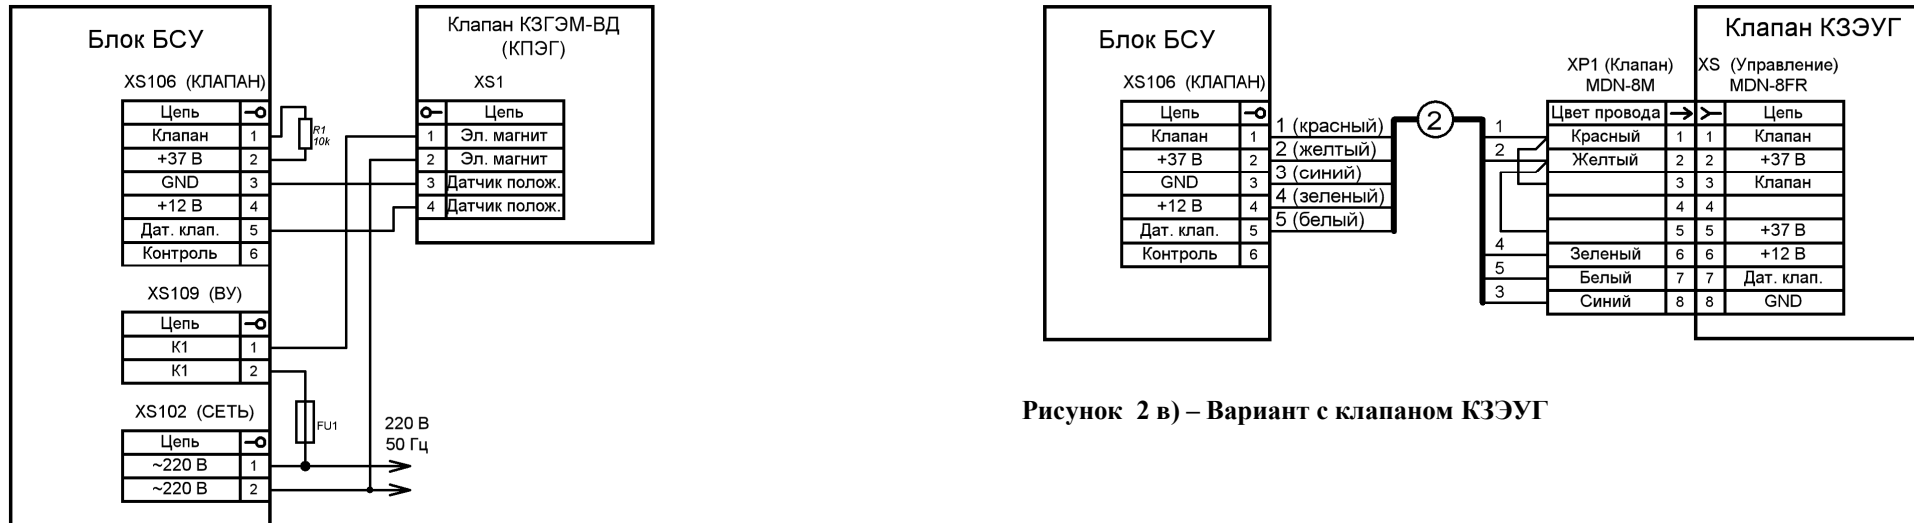 Блок БСУ
XS106 (КЛАПАН)
Цепь
Клапан 1
+37 В 2
GND 3
+12 В 4
Дат. клап. 5
Контроль 6
R1
10k
XS109 (ВУ)
Цепь
К1 1
К1 2
XS102 (СЕТЬ)
Цепь
~220 В 1
~220 В 2
FU1
220 В
50 Гц
Клапан КЗГЭМ-ВД
(КПЭГ)
XS1
Цепь
1 Эл. магнит
2 Эл. магнит
3 Датчик полож.
4 Датчик полож.
Блок БСУ
XS106 (КЛАПАН)
Цепь
Клапан 1
+37 В 2
GND 3
+12 В 4
Дат. клап. 5
Контроль 6
1 (красный)
2 (желтый)
3 (синий)
4 (зеленый)
5 (белый)
2
1
2
4
5
3
Клапан КЗЭУГ
XP1 (Клапан)
MDN-8M
XS (Управление)
MDN-8FR
Цвет провода Цепь
Красный 1 1 Клапан
Желтый 2 2 +37 В
3 3 Клапан
4 4
5 5 +37 В
Зеленый 6 6 +12 В
Белый 7 7 Дат. клап.
Синий 8 8 GND
Рисунок 2 в) – Вариант с клапаном КЗЭУГ